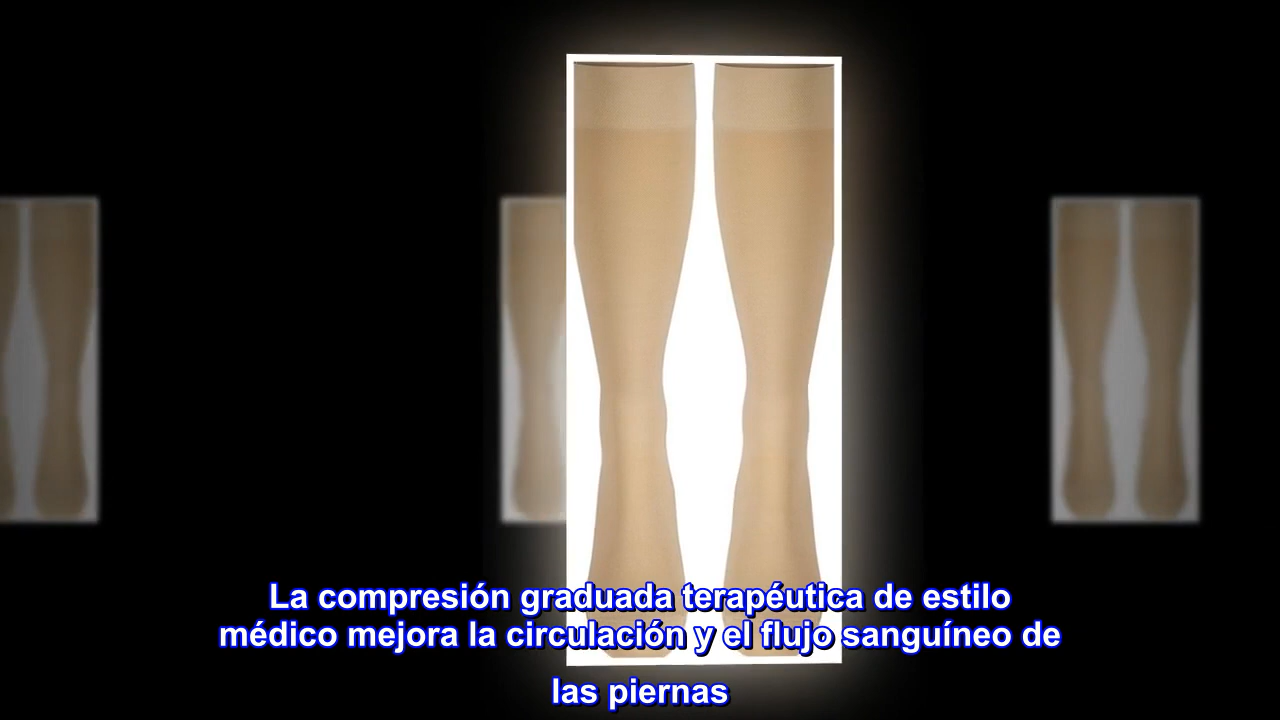 La compresión graduada terapéutica de estilo
médico mejora la circulación y el flujo sanguíneo de
las piernas